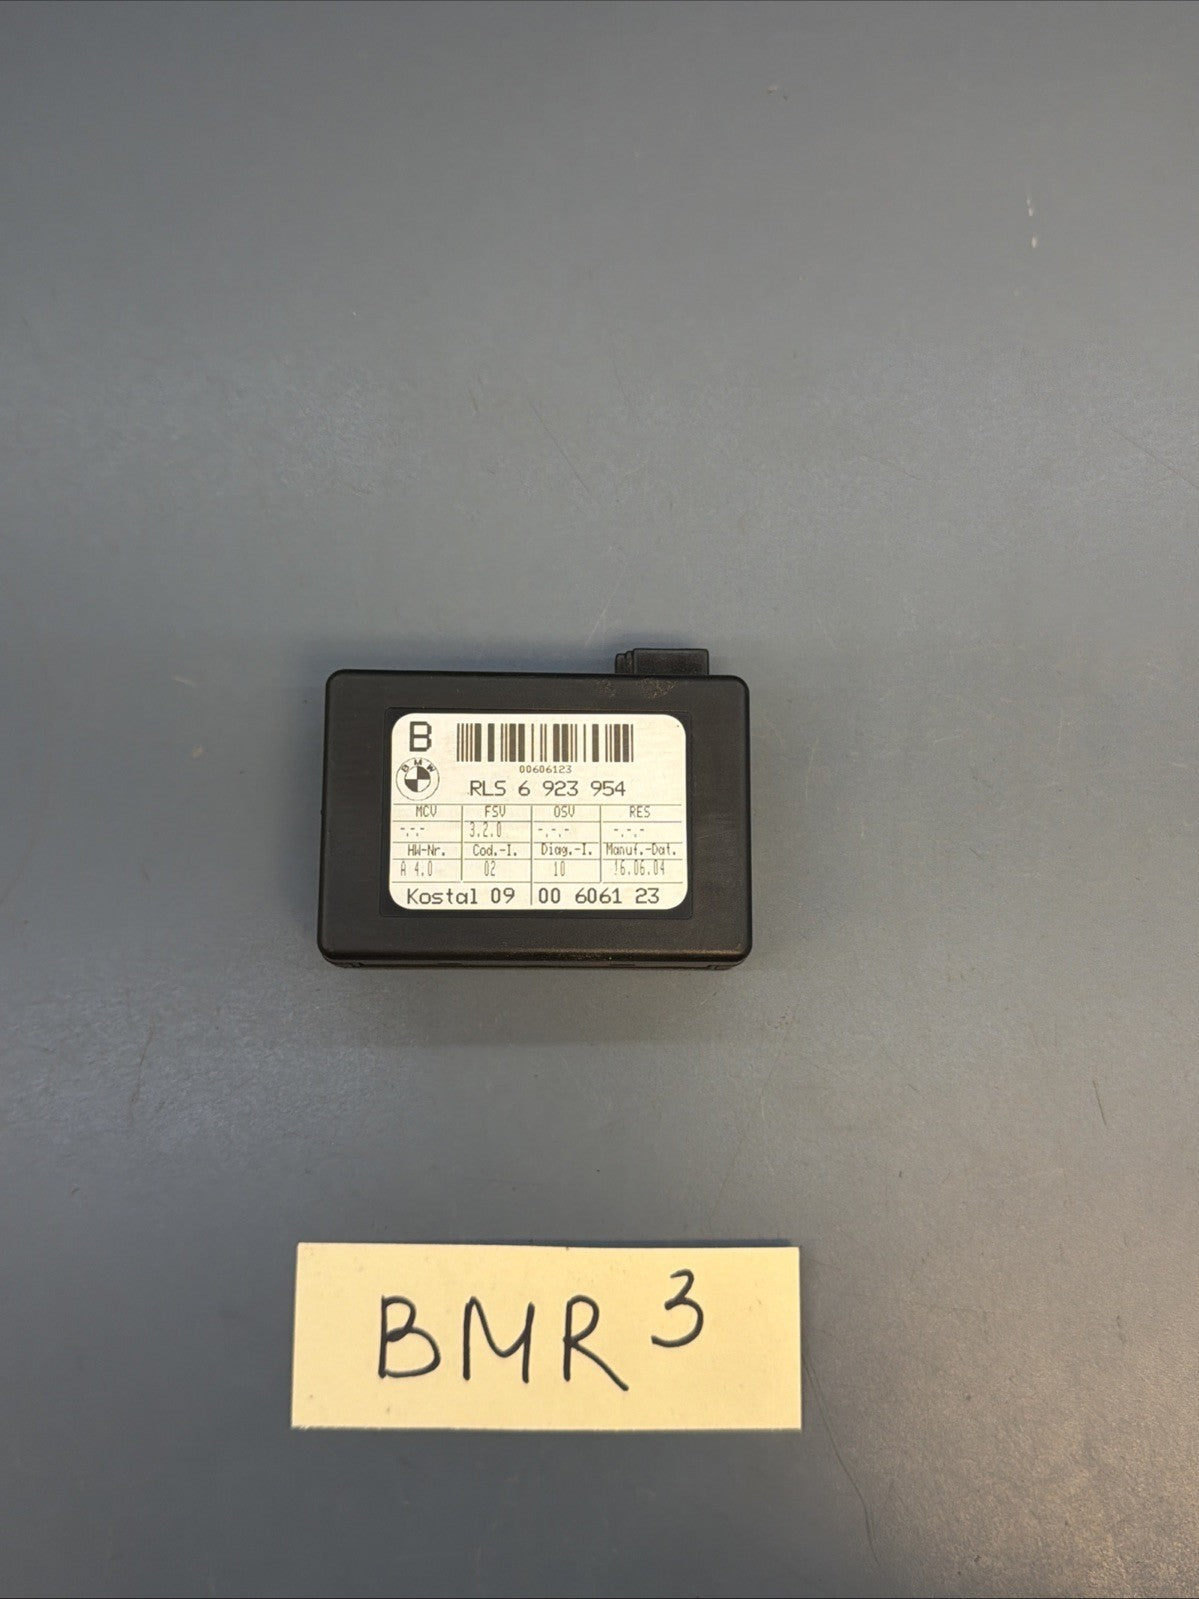 B
00606123
BMW
RLS 6 923 954
MCV FSV OSV RES
-.-.- 3.2.0 -.-.- -.-.-
HW-Nr. Cod.-I. Diag.-I. Manuf.-Dat.
A 4.0 02 10 16.06.04
Kostal 09 00 6061 23
BMR 3